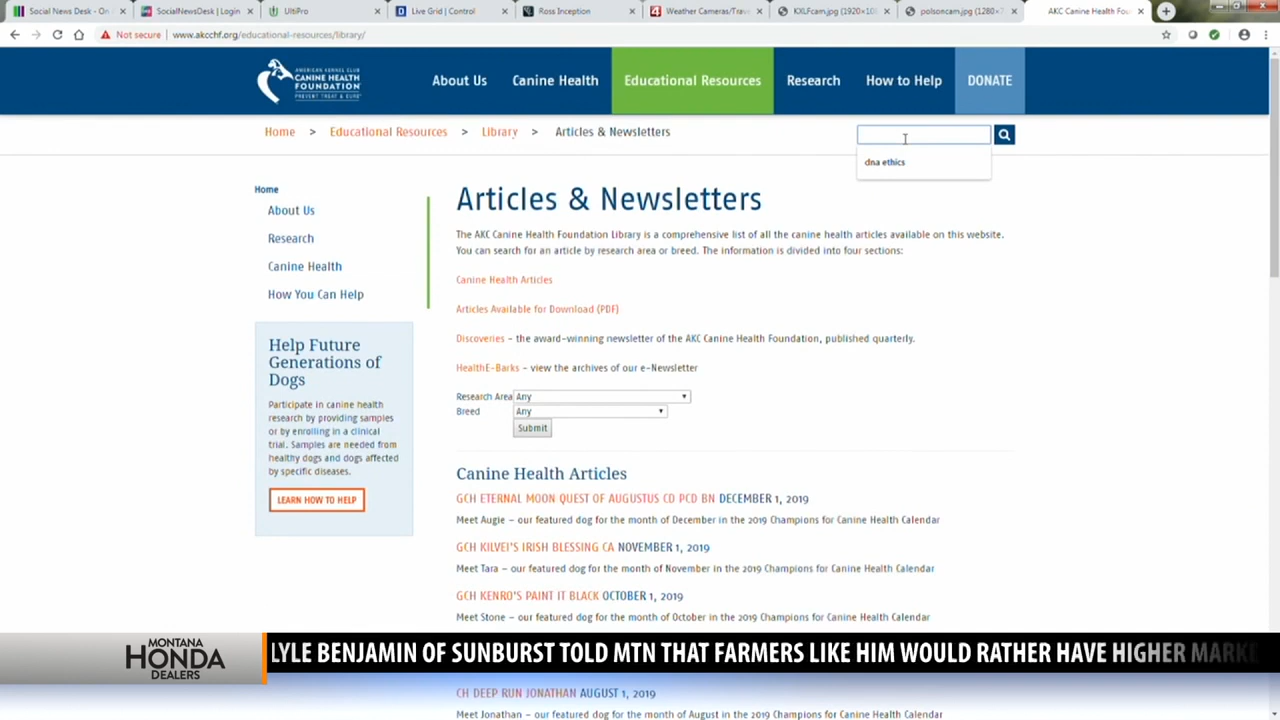 Social News Desk - On
SocialNewsDesk | Login
UltiPro
Live Grid | Control
Ross Inception
Weather Cameras/Trave
KXLFcam.jpg (1920×10
polsoncam.jpg (1280×7
AKC Canine Health Fou
Not secure | www.akcchf.org/educational-resources/library/
AMERICAN KENNEL CLUB
CANINE HEALTH
FOUNDATION
PREVENT TREAT & CURE
About Us
Canine Health
Educational Resources
Research
How to Help
DONATE
Home > Educational Resources > Library > Articles & Newsletters
dna ethics
Home
About Us
Research
Canine Health
How You Can Help
Help Future
Generations of
Dogs
Participate in canine health
research by providing samples
or by enrolling in a clinical
trial. Samples are needed from
healthy dogs and dogs affected
by specific diseases.
LEARN HOW TO HELP
Articles & Newsletters
The AKC Canine Health Foundation Library is a comprehensive list of all the canine health articles available on this website.
You can search for an article by research area or breed. The information is divided into four sections:
Canine Health Articles
Articles Available for Download (PDF)
Discoveries – the award-winning newsletter of the AKC Canine Health Foundation, published quarterly.
HealthE-Barks – view the archives of our e-Newsletter
Research Area Any
Breed Any
Submit
Canine Health Articles
GCH ETERNAL MOON QUEST OF AUGUSTUS CD PCD BN DECEMBER 1, 2019
Meet Augie – our featured dog for the month of December in the 2019 Champions for Canine Health Calendar
GCH KILVEI'S IRISH BLESSING CA NOVEMBER 1, 2019
Meet Tara – our featured dog for the month of November in the 2019 Champions for Canine Health Calendar
GCH KENRO'S PAINT IT BLACK OCTOBER 1, 2019
Meet Stone – our featured dog for the month of October in the 2019 Champions for Canine Health Calendar
MONTANA
HONDA
DEALERS
LYLE BENJAMIN OF SUNBURST TOLD MTN THAT FARMERS LIKE HIM WOULD RATHER HAVE HIGHER MARKE
CH DEEP RUN JONATHAN AUGUST 1, 2019
Meet Jonathan – our featured dog for the month of August in the 2019 Champions for Canine Health Calendar